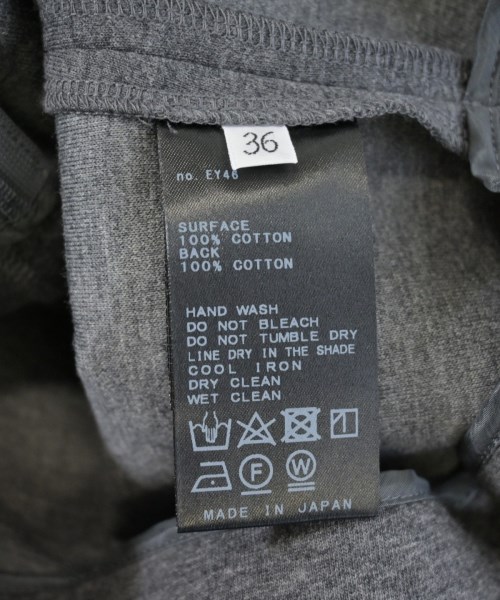 36
no. EY46
SURFACE
100% COTTON
BACK
100% COTTON
HAND WASH
DO NOT BLEACH
DO NOT TUMBLE DRY
LINE DRY IN THE SHADE
COOL IRON
DRY CLEAN
WET CLEAN
F W
MADE IN JAPAN